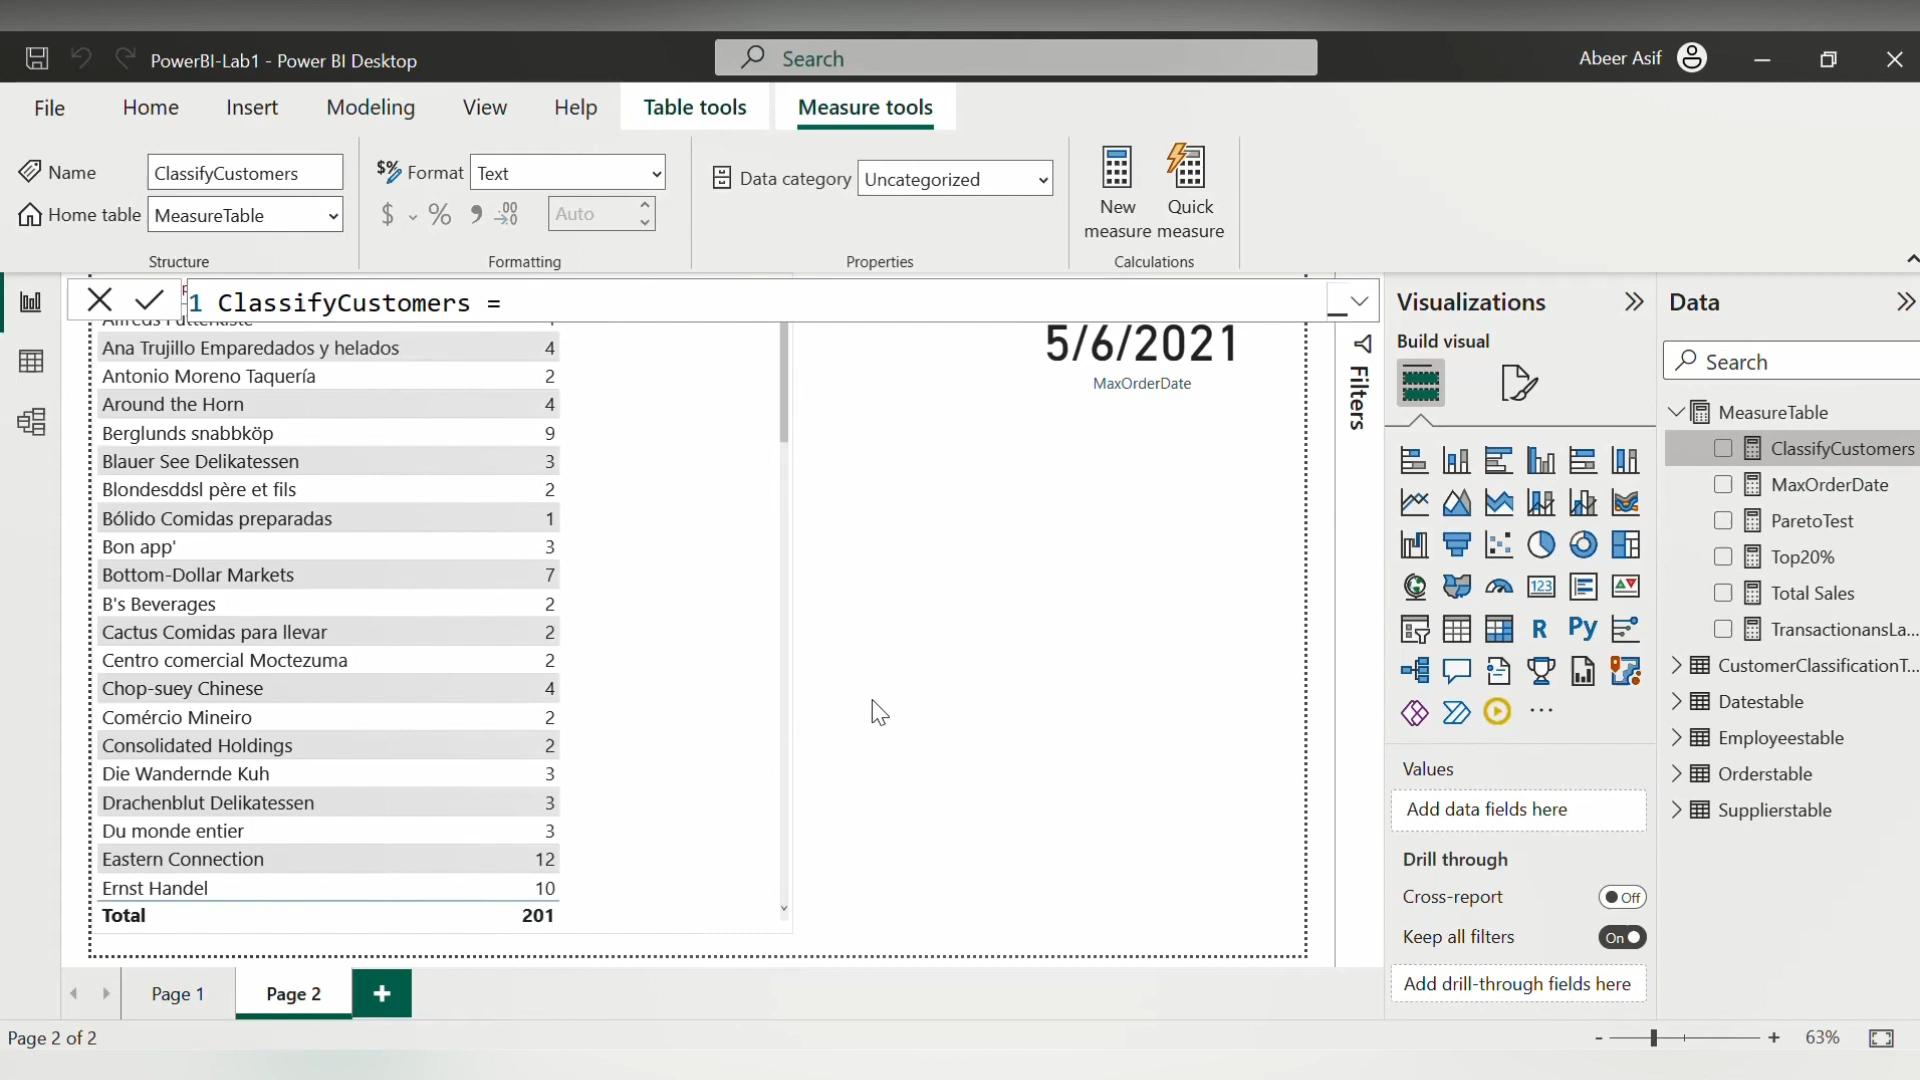 PowerBI-Lab1 - Power BI Desktop
Search
Abeer Asif
File
Home
Insert
Modeling
View
Help
Table tools
Measure tools
Name
ClassifyCustomers
Home table
MeasureTable
Structure
$% Format
Text
$
%
Auto
Formatting
Data category
Uncategorized
Properties
New
measure
Quick
measure
Calculations
1 ClassifyCustomers =
Ana Trujillo Emparedados y helados 4
Antonio Moreno Taquería 2
Around the Horn 4
Berglunds snabbköp 9
Blauer See Delikatessen 3
Blondesddsl père et fils 2
Bólido Comidas preparadas 1
Bon app' 3
Bottom-Dollar Markets 7
B's Beverages 2
Cactus Comidas para llevar 2
Centro comercial Moctezuma 2
Chop-suey Chinese 4
Comércio Mineiro 2
Consolidated Holdings 2
Die Wandernde Kuh 3
Drachenblut Delikatessen 3
Du monde entier 3
Eastern Connection 12
Ernst Handel 10
Total 201
5/6/2021
MaxOrderDate
Filters
Visualizations
Build visual
123
R
Py
...
Values
Add data fields here
Drill through
Cross-report
Off
Keep all filters
On
Add drill-through fields here
Data
Search
MeasureTable
ClassifyCustomers
MaxOrderDate
ParetoTest
Top20%
Total Sales
TransactionansLa...
CustomerClassificationT...
Datestable
Employeestable
Orderstable
Supplierstable
Page 1
Page 2
+
Page 2 of 2
- + 63%